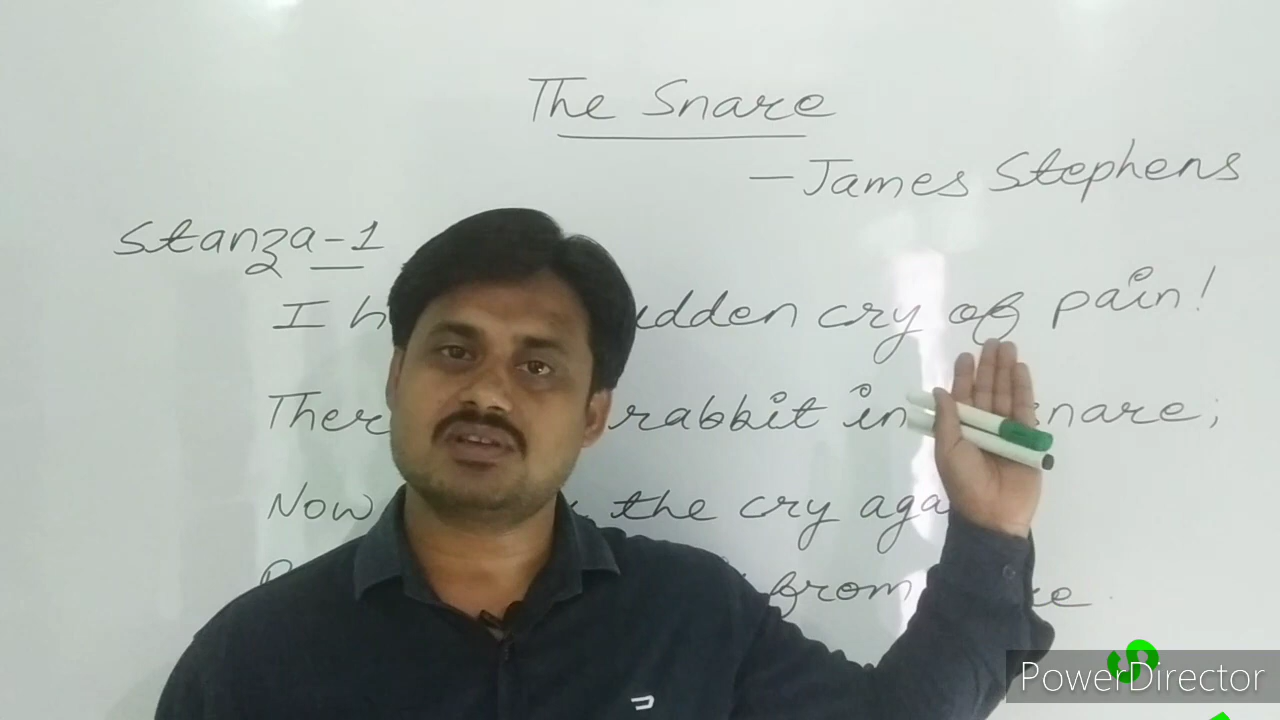 The Snare
- James Stephens
Stanza-1
I udden cry of pain!
Ther rabbit in nare;
Now the cry aga
from
PowerDirector